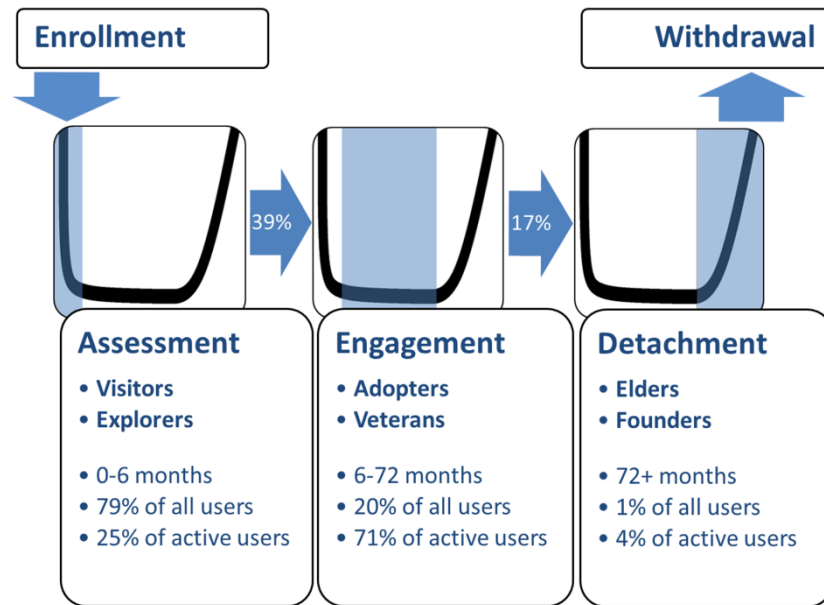 Enrollment
Withdrawal
39%
17%
Assessment
• Visitors
• Explorers
• 0-6 months
• 79% of all users
• 25% of active users
Engagement
• Adopters
• Veterans
• 6-72 months
• 20% of all users
• 71% of active users
Detachment
• Elders
• Founders
• 72+ months
• 1% of all users
• 4% of active users